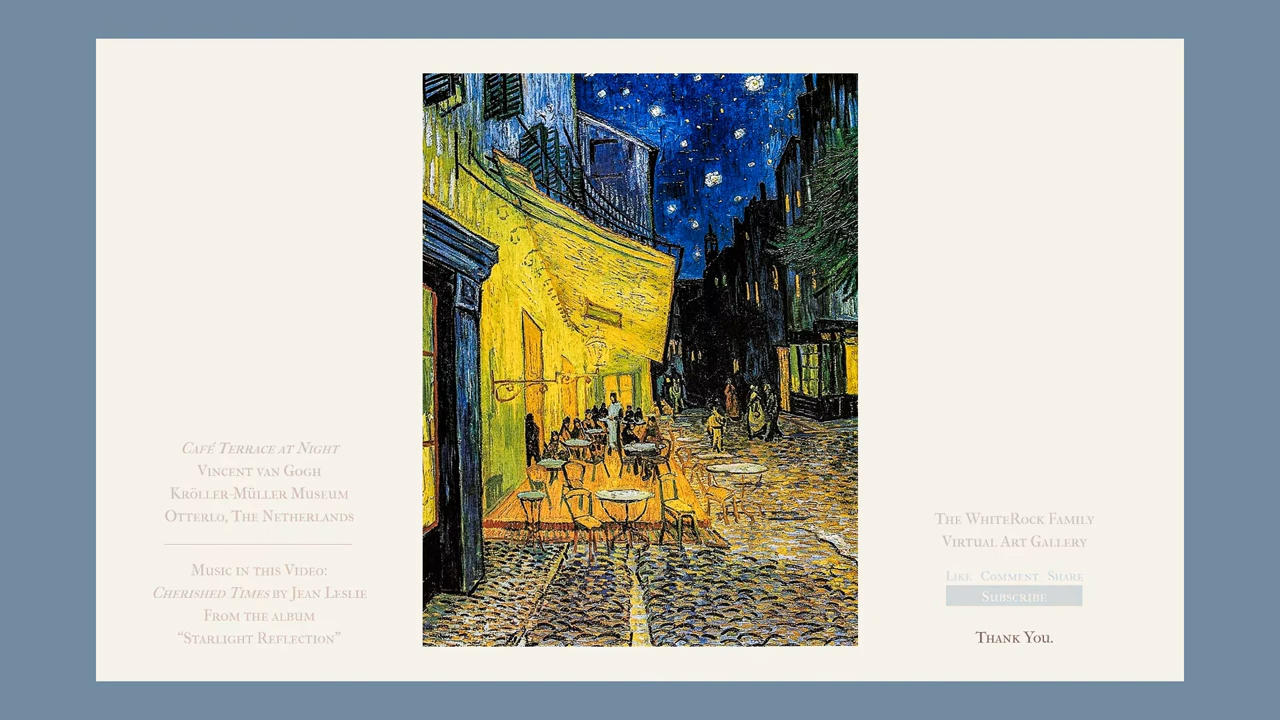 Café Terrace at Night
Vincent van Gogh
Kröller-Müller Museum
Otterlo, The Netherlands
Music in this Video:
Cherished Times by Jean Leslie
From the album
“Starlight Reflection”
The WhiteRock Family
Virtual Art Gallery
Like Comment Share
Subscribe
Thank You.